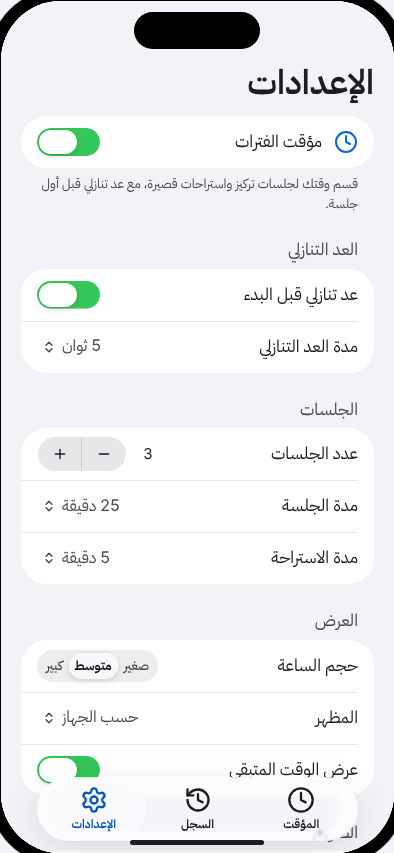 الإعدادات
مؤقت الفترات
قسم وقتك لجلسات تركيز واستراحات قصيرة، مع عد تنازلي قبل أول
جلسة.
العد التنازلي
عد تنازلي قبل البدء
مدة العد التنازلي 5 ثوان
الجلسات
عدد الجلسات 3 − +
مدة الجلسة 25 دقيقة
مدة الاستراحة 5 دقيقة
العرض
حجم الساعة صغير متوسط كبير
المظهر حسب الجهاز
عرض الوقت المتبقي
المؤقت السجل الإعدادات